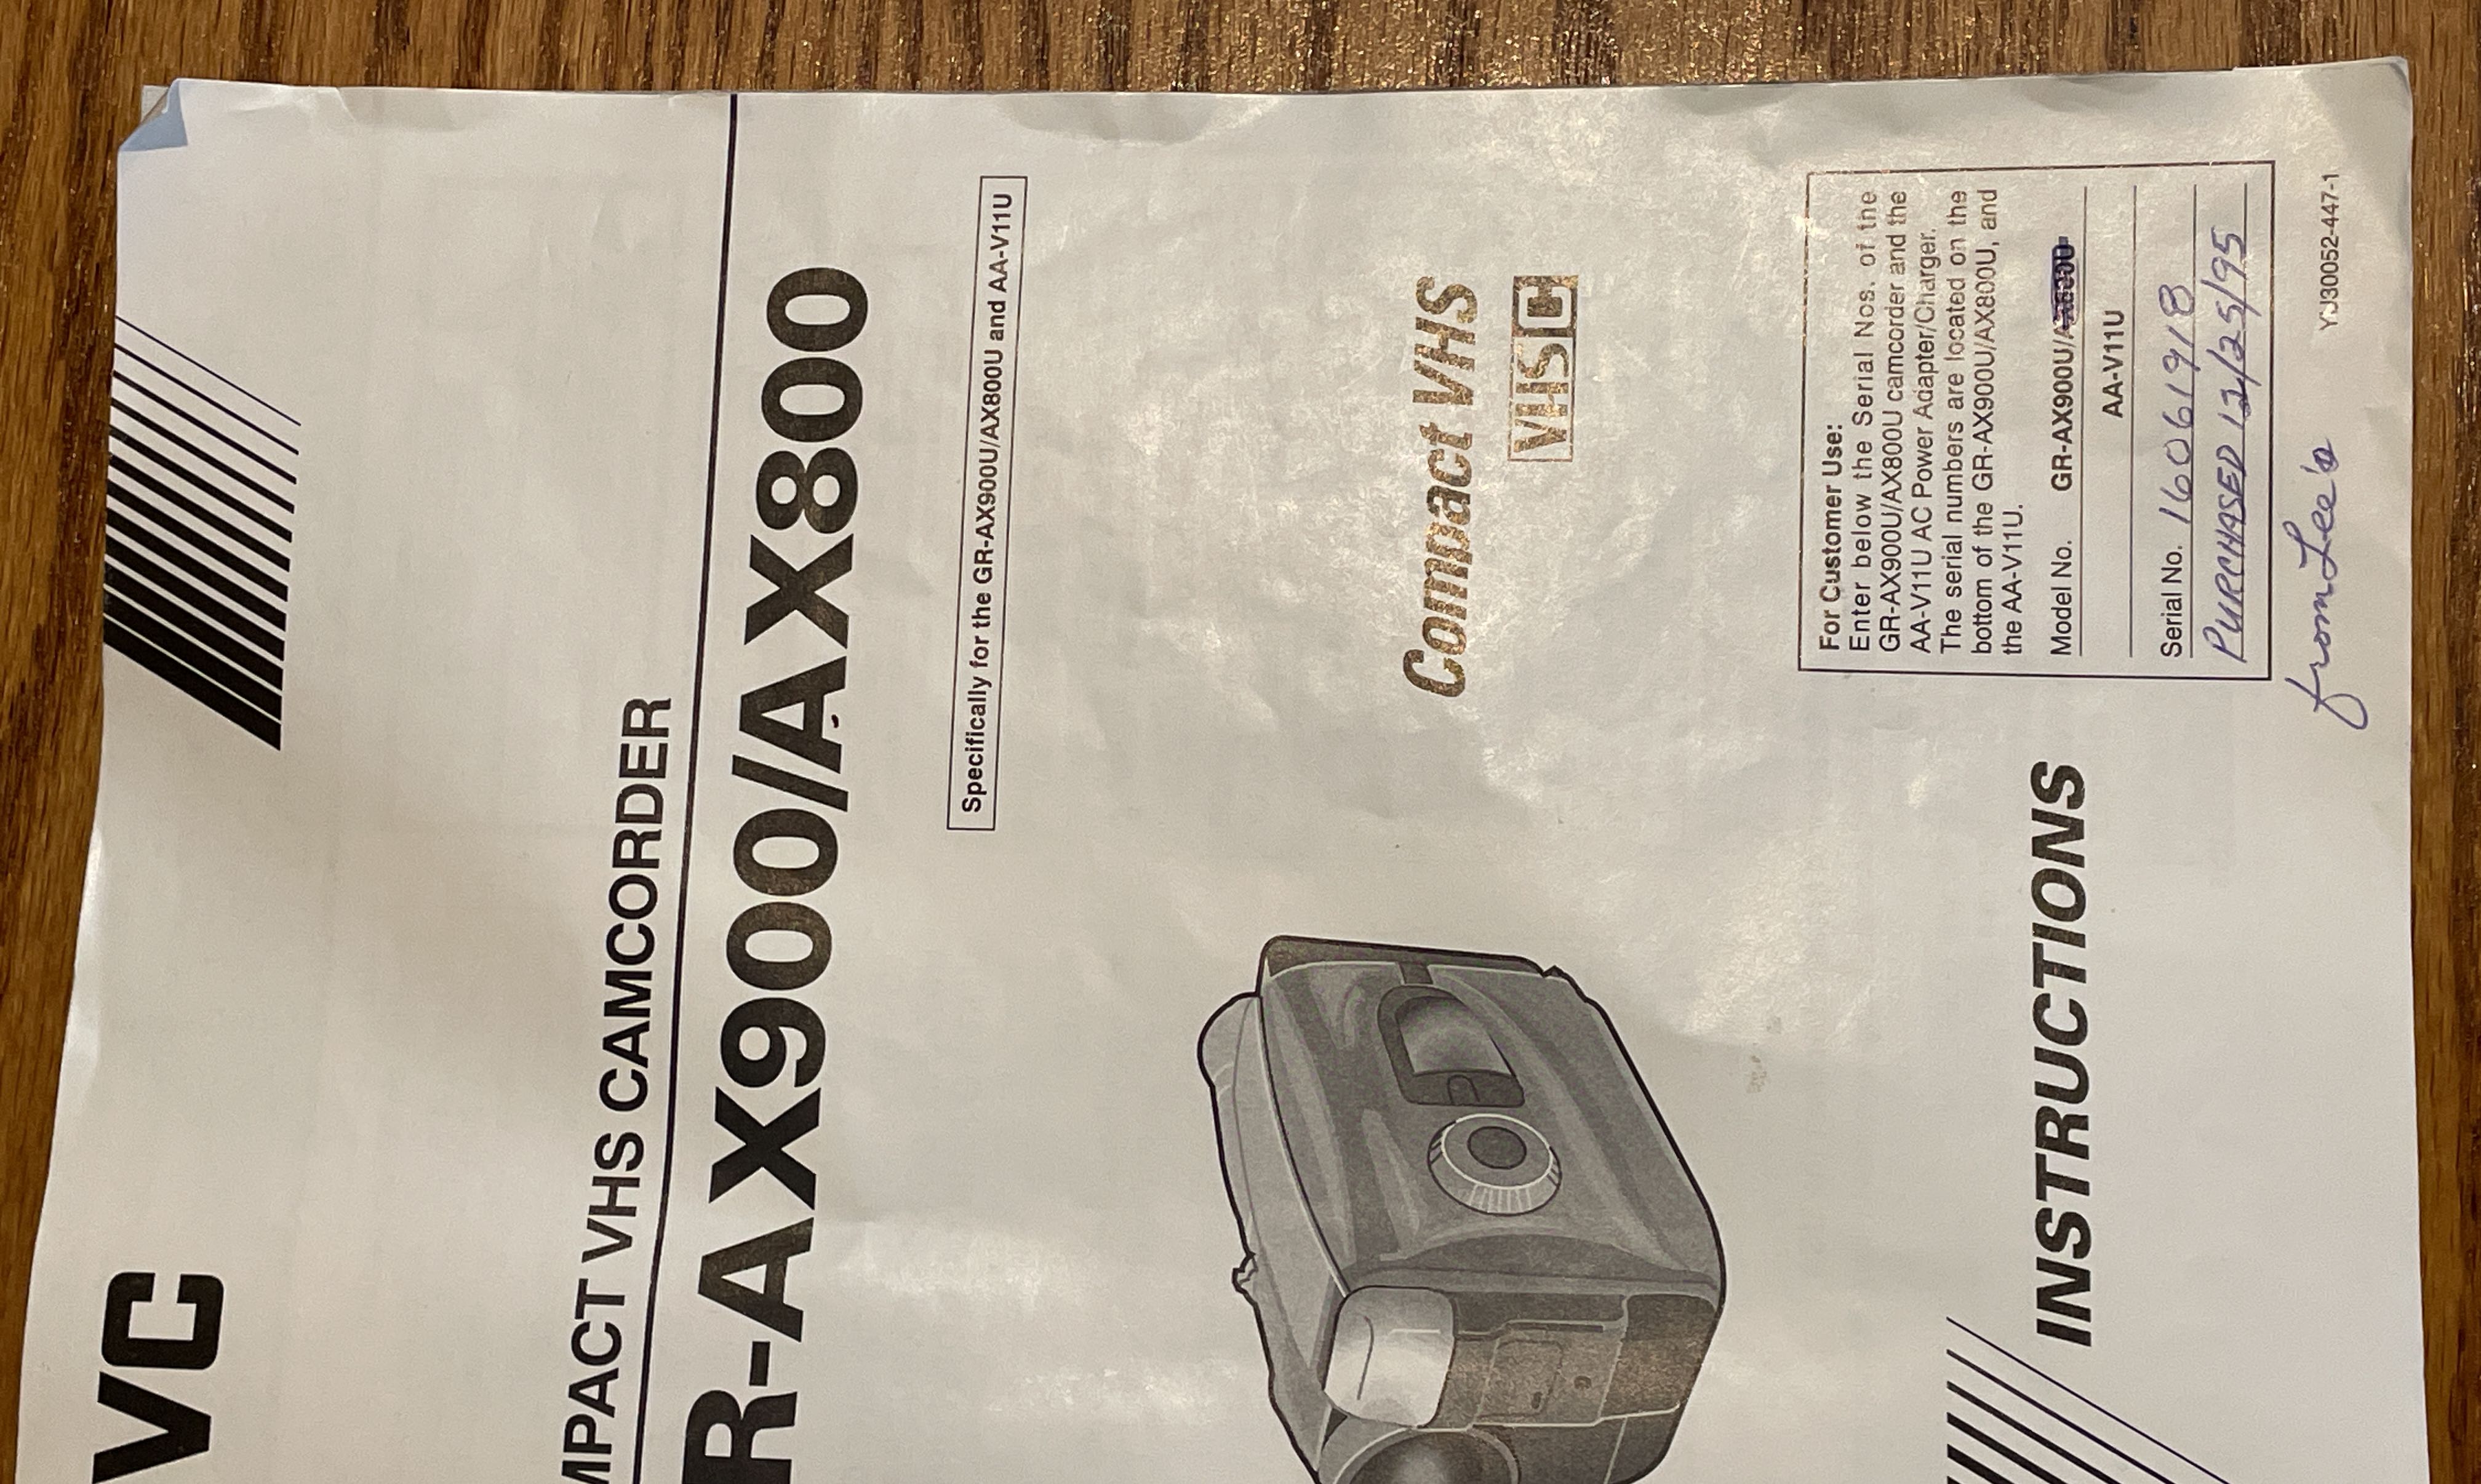 VC
MPACT VHS CAMCORDER
R-AX900/AX800
Specifically for the GR-AX900U/AX800U and AA-V11U
Compact VHS
VHS C
INSTRUCTIONS
For Customer Use:
Enter below the Serial Nos. of the
GR-AX900U/AX800U camcorder and the
AA-V11U AC Power Adapter/Charger.
The serial numbers are located on the
bottom of the GR-AX900U/AX800U, and
the AA-V11U.
Model No. GR-AX900U/AX800U
AA-V11U
Serial No. 16061918
PURCHASED 12/25/95
from Lee's
YJ30052-447-1